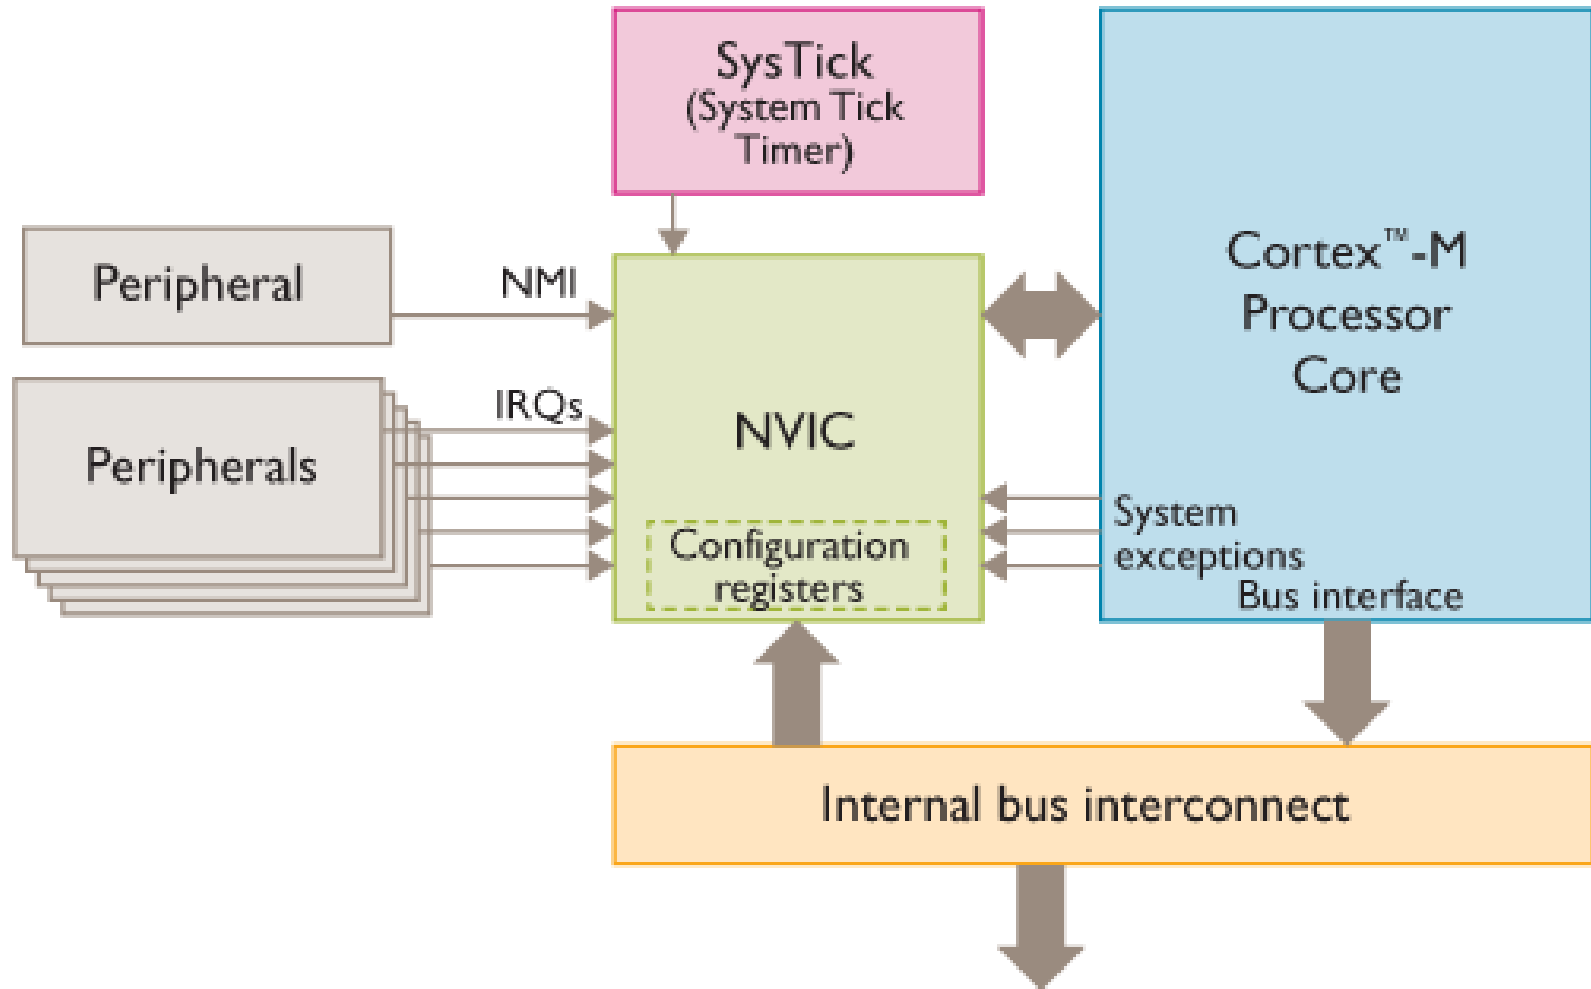 SysTick
(System Tick
Timer)
Peripheral
NMI
Cortex™-M
Processor
Core
Peripherals
IRQs
NVIC
Configuration
registers
System
exceptions
Bus interface
Internal bus interconnect